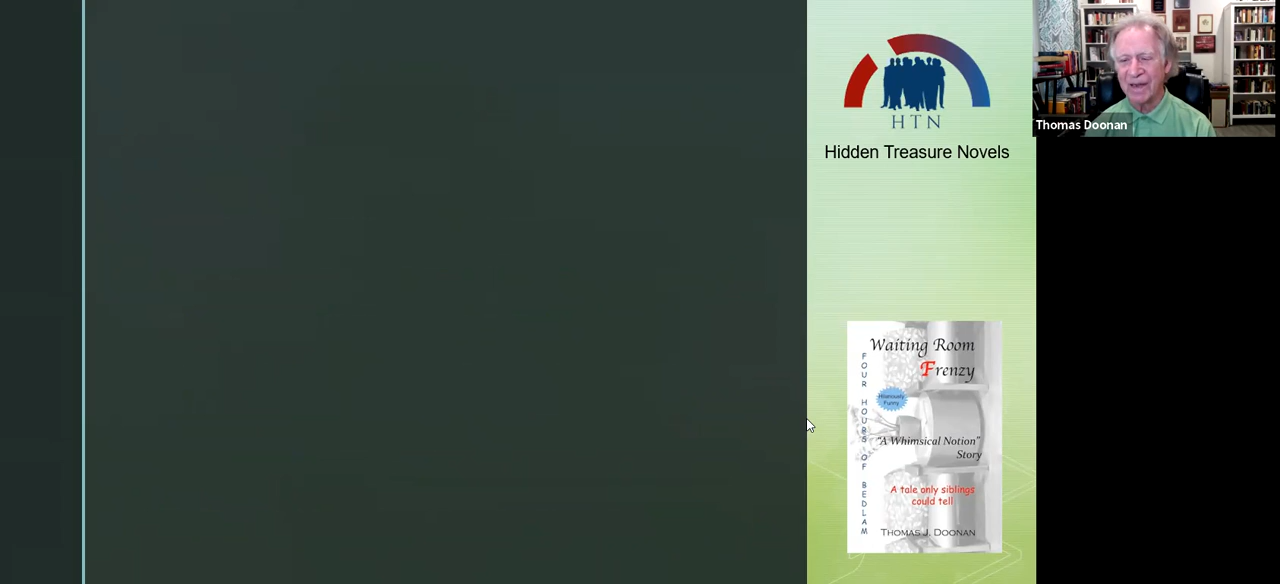 HTN
Hidden Treasure Novels
Thomas Doonan
Waiting Room
Frenzy
FOUR HOURS OF BEDLAM
Hilariously
Funny
"A Whimsical Notion"
Story
A tale only siblings
could tell
THOMAS J. DOONAN